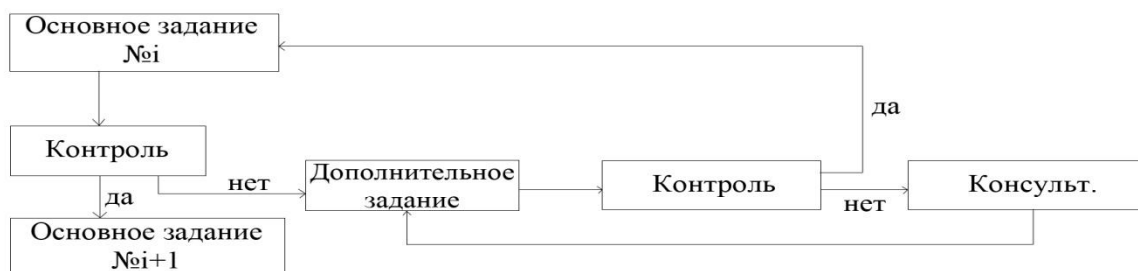 Основное задание
№i
да
Контроль
нет
Дополнительное
задание
Контроль
нет
Консульт.
да
Основное задание
№i+1